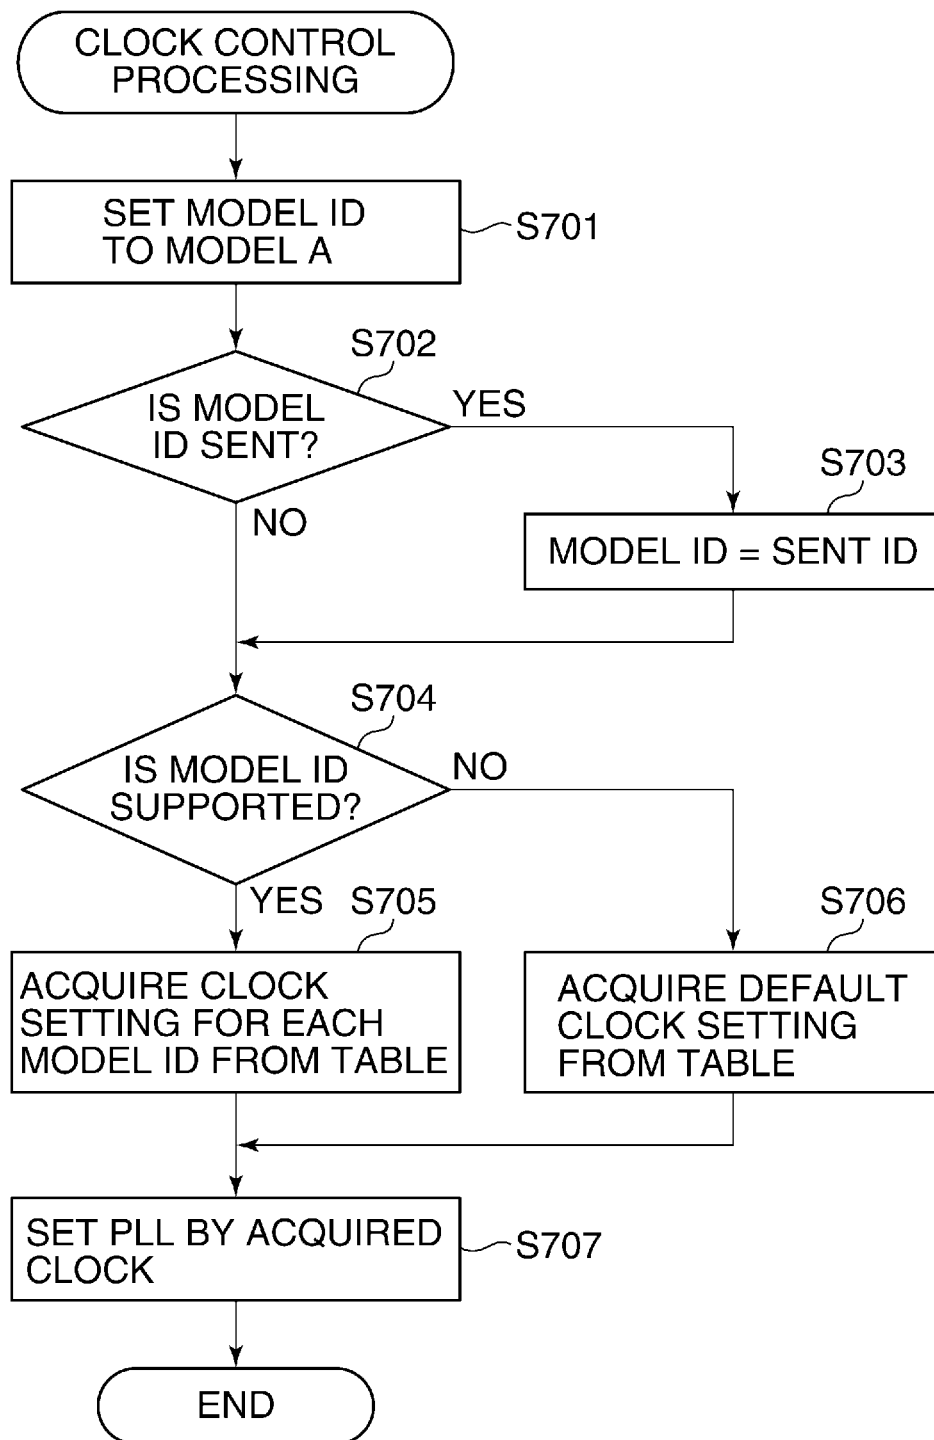 CLOCK CONTROL
PROCESSING
SET MODEL ID
TO MODEL A
S701
S702
IS MODEL
ID SENT?
YES
NO
S703
MODEL ID = SENT ID
S704
IS MODEL ID
SUPPORTED?
NO
YES
S705
ACQUIRE CLOCK
SETTING FOR EACH
MODEL ID FROM TABLE
S706
ACQUIRE DEFAULT
CLOCK SETTING
FROM TABLE
SET PLL BY ACQUIRED
CLOCK
S707
END